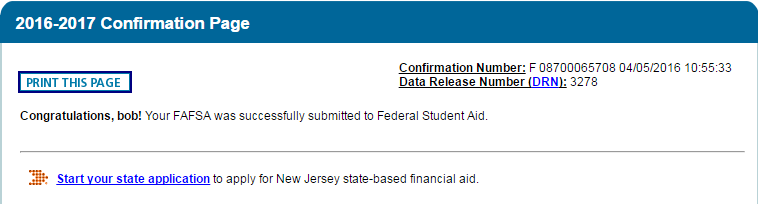 2016-2017 Confirmation Page
Confirmation Number: F 08700065708 04/05/2016 10:55:33
PRINT THIS PAGE
Data Release Number (DRN): 3278
Congratulations, bob! Your FAFSA was successfully submitted to Federal Student Aid.
Start your state application to apply for New Jersey state-based financial aid.